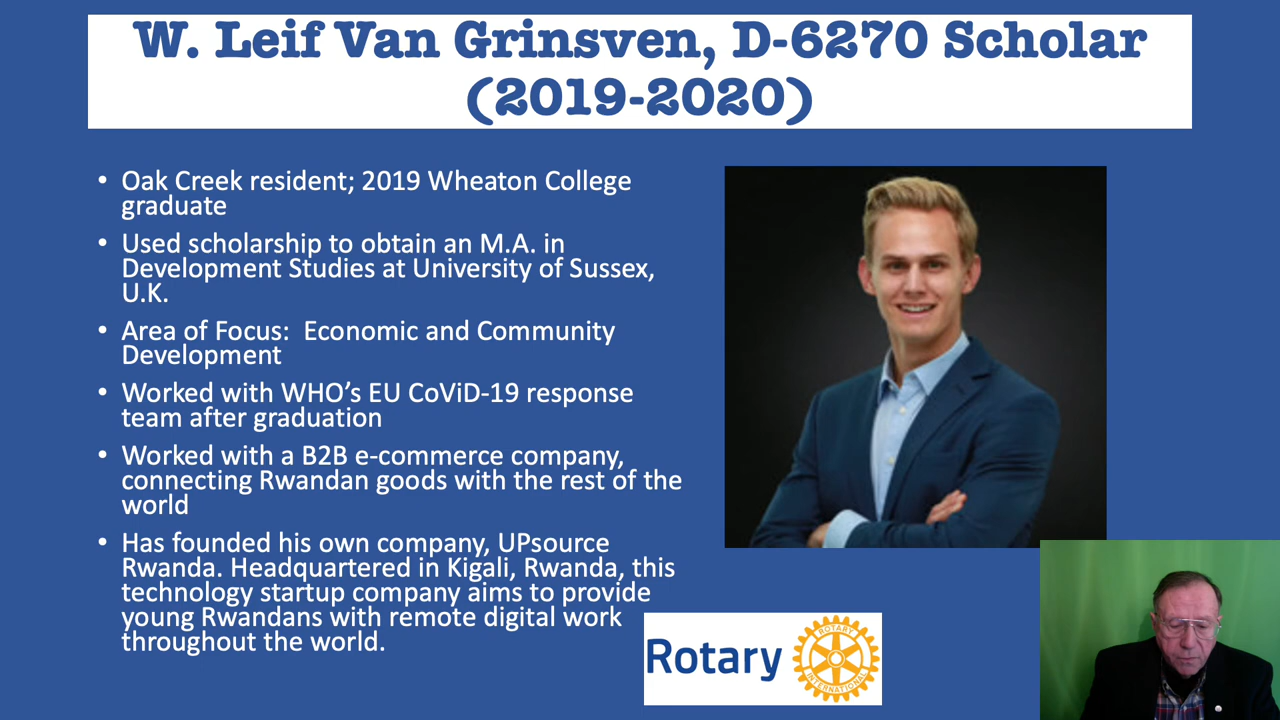 W. Leif Van Grinsven, D-6270 Scholar
(2019-2020)
• Oak Creek resident; 2019 Wheaton College
graduate
• Used scholarship to obtain an M.A. in
Development Studies at University of Sussex,
U.K.
• Area of Focus:  Economic and Community
Development
• Worked with WHO’s EU CoViD-19 response
team after graduation
• Worked with a B2B e-commerce company,
connecting Rwandan goods with the rest of the
world
• Has founded his own company, UPsource
Rwanda. Headquartered in Kigali, Rwanda, this
technology startup company aims to provide
young Rwandans with remote digital work
throughout the world.
Rotary
ROTARY
INTERNATIONAL